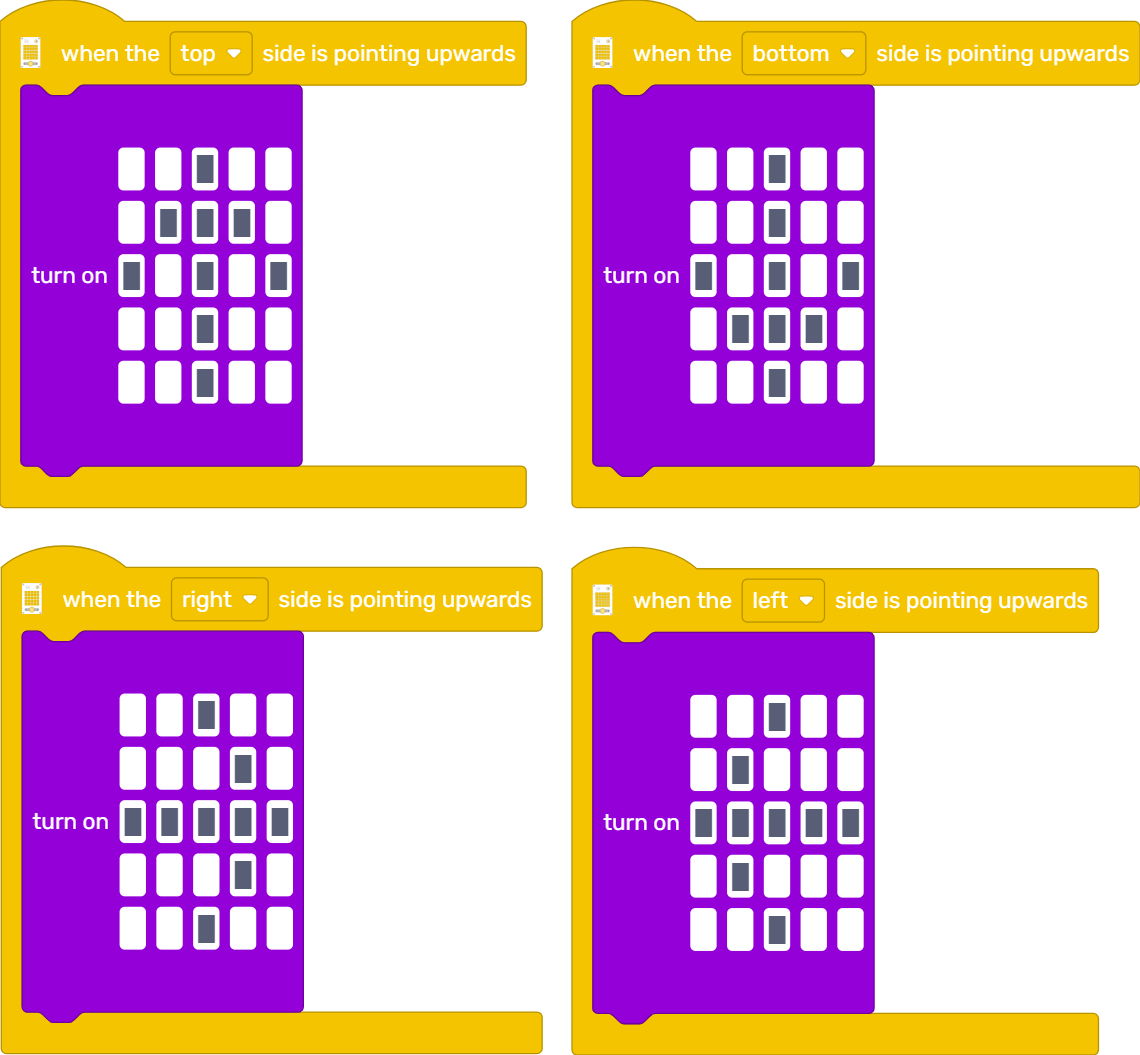 when the top side is pointing upwards
turn on
when the bottom side is pointing upwards
turn on
when the right side is pointing upwards
turn on
when the left side is pointing upwards
turn on